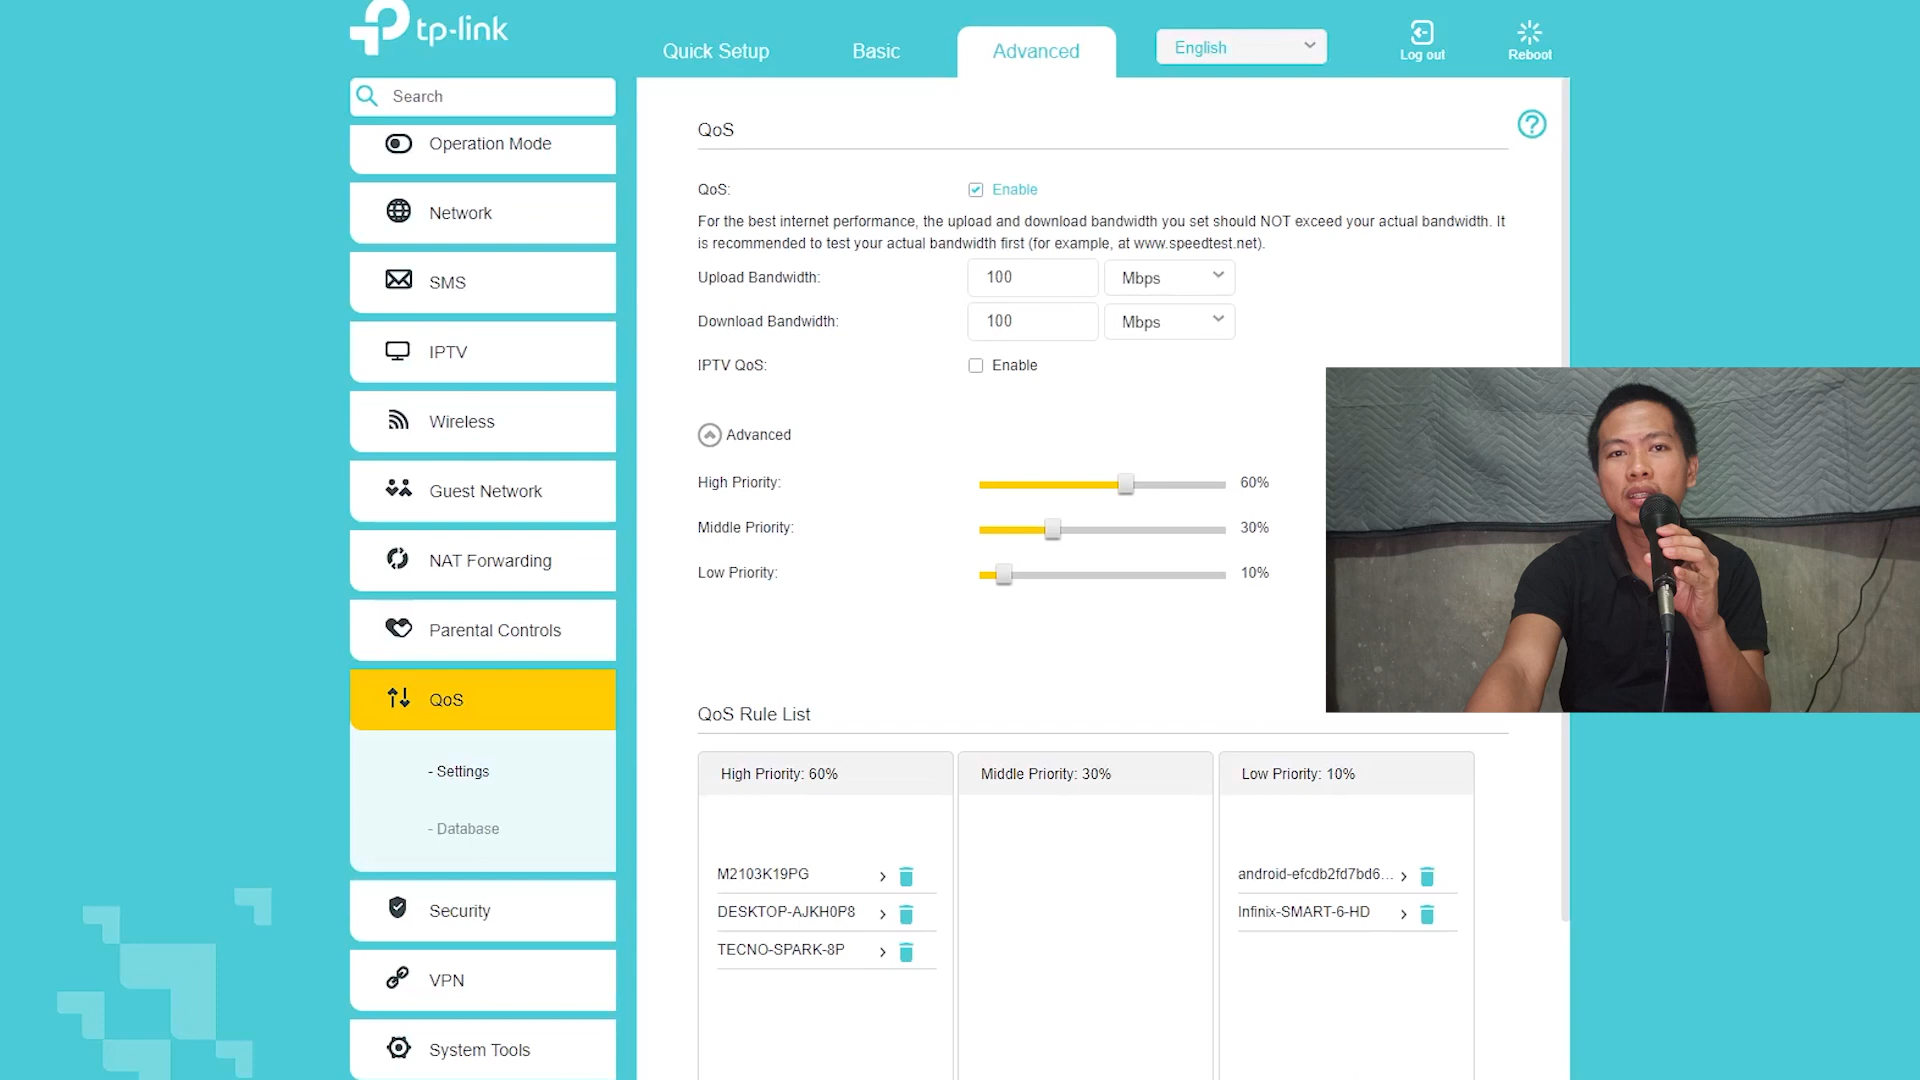 tp-link
Quick Setup
Basic
Advanced
English
Log out
Reboot
Search
Operation Mode
Network
SMS
IPTV
Wireless
Guest Network
NAT Forwarding
Parental Controls
QoS
- Settings
- Database
Security
VPN
System Tools
QoS
?
QoS:
Enable
For the best internet performance, the upload and download bandwidth you set should NOT exceed your actual bandwidth. It
is recommended to test your actual bandwidth first (for example, at www.speedtest.net).
Upload Bandwidth:
100
Mbps
Download Bandwidth:
100
Mbps
IPTV QoS:
Enable
Advanced
High Priority:
60%
Middle Priority:
30%
Low Priority:
10%
QoS Rule List
High Priority: 60%
M2103K19PG
DESKTOP-AJKH0P8
TECNO-SPARK-8P
Middle Priority: 30%
Low Priority: 10%
android-efcdb2fd7bd6...
Infinix-SMART-6-HD